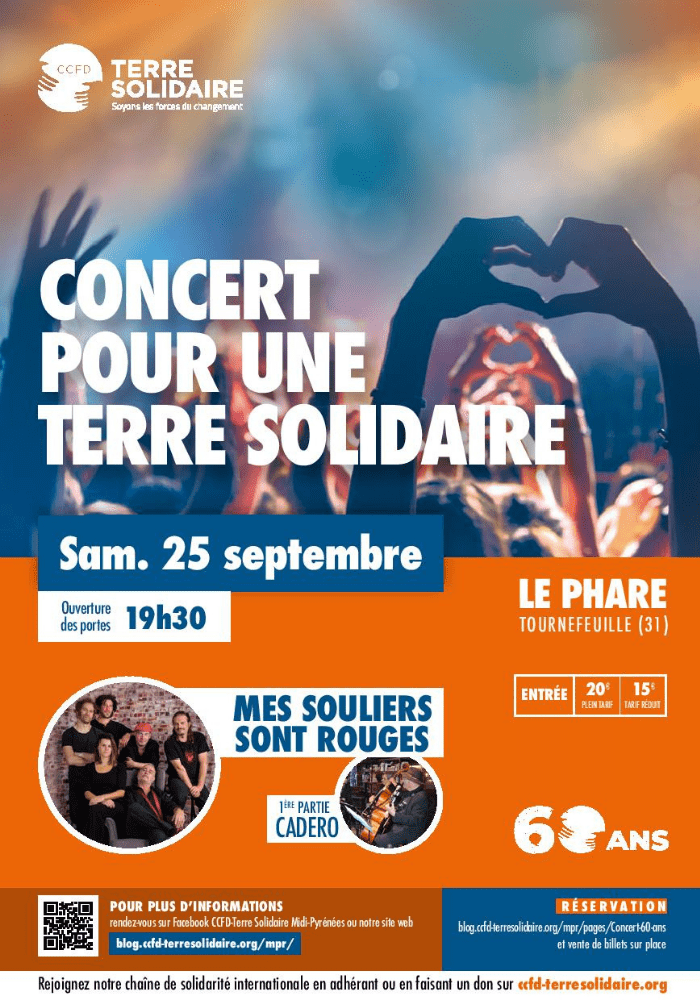 CCFD
TERRE
SOLIDAIRE
Soyons les forces du changement
CONCERT
POUR UNE
TERRE SOLIDAIRE
Sam. 25 septembre
Ouverture
des portes
19h30
LE PHARE
TOURNEFEUILLE (31)
ENTRÉE
20€
PLEIN TARIF
15€
TARIF RÉDUIT
MES SOULIERS
SONT ROUGES
1ÈRE PARTIE
CADERO
60 ANS
POUR PLUS D'INFORMATIONS
rendez-vous sur Facebook CCFD-Terre Solidaire Midi-Pyrénées ou notre site web
blog.ccfd-terresolidaire.org/mpr/
RÉSERVATION
blog.ccfd-terresolidaire.org/mpr/pages/Concert-60-ans
et vente de billets sur place
Rejoignez notre chaîne de solidarité internationale en adhérant ou en faisant un don sur ccfd-terresolidaire.org